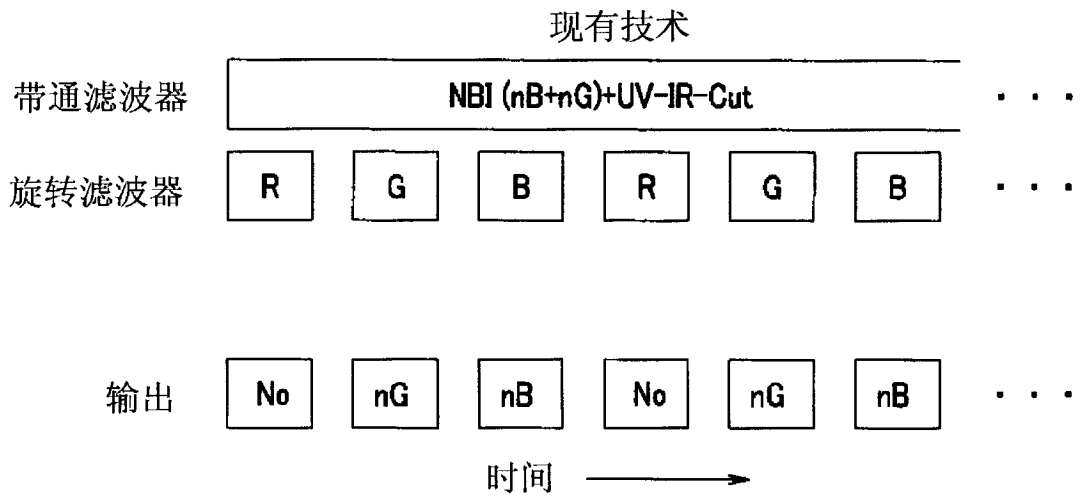 现有技术
带通滤波器 NBI (nB+nG)+UV-IR-Cut · · ·
旋转滤波器 R G B R G B · · ·
输出 No nG nB No nG nB · · ·
时间